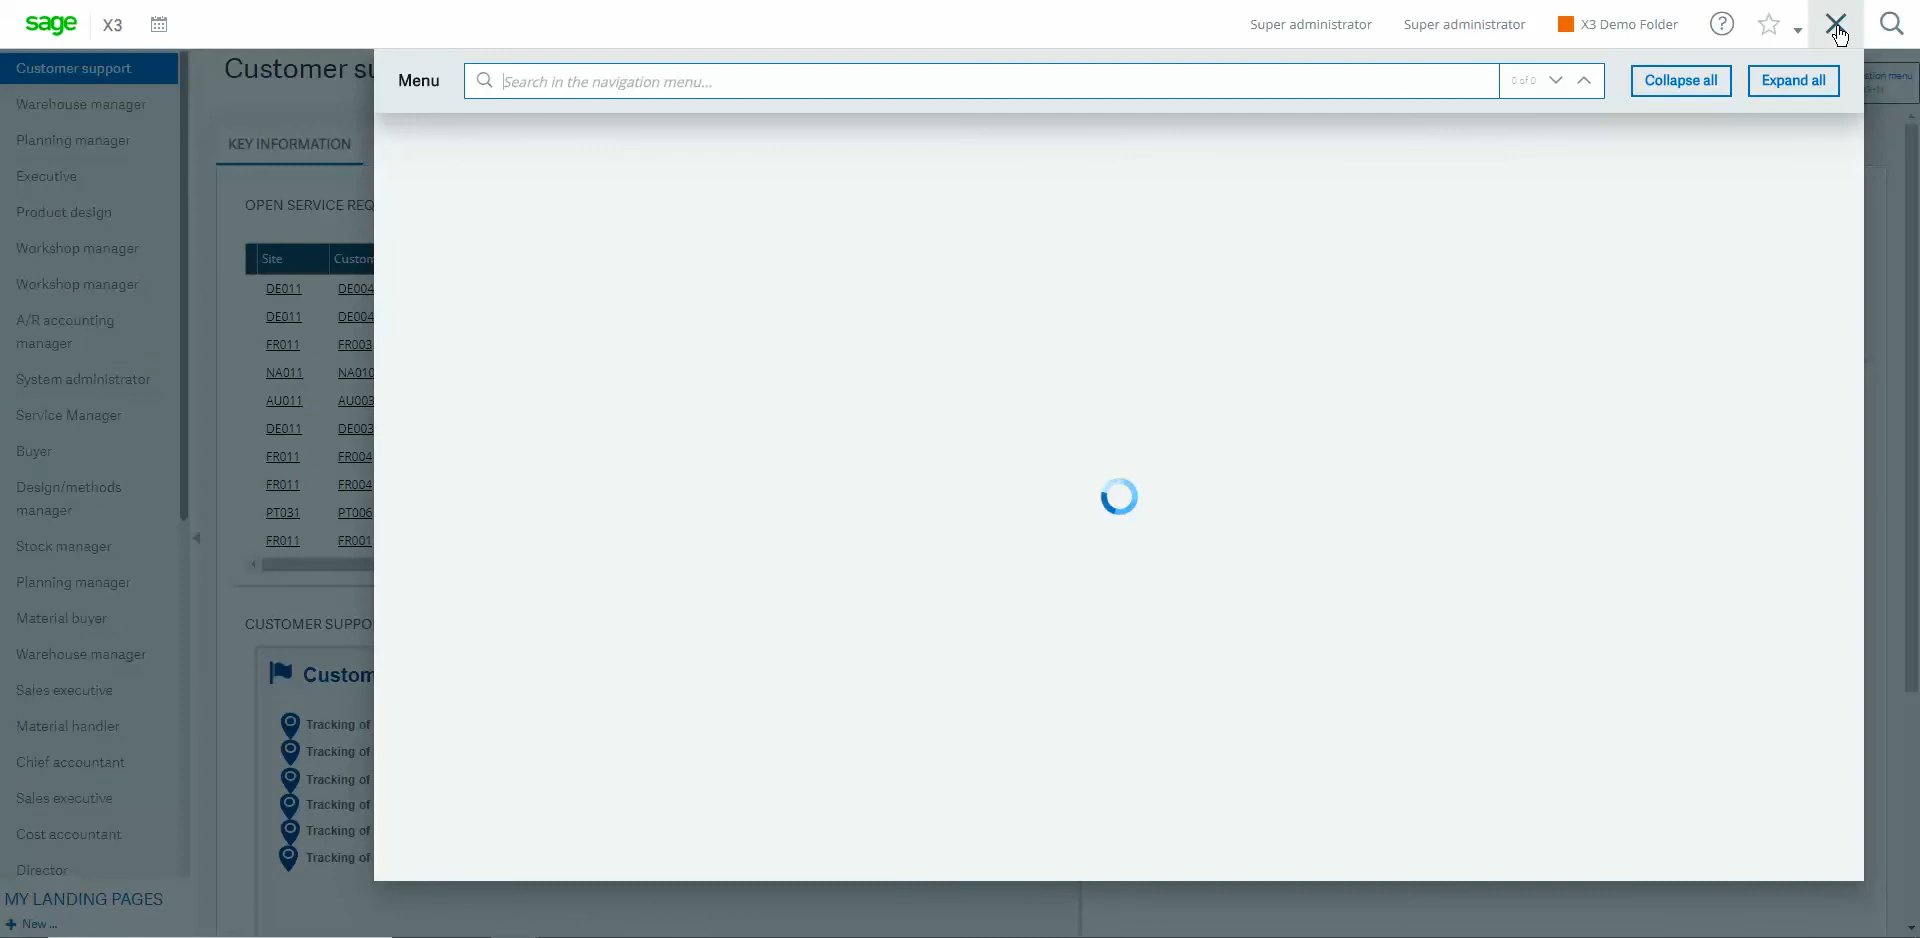 sage X3
Super administrator
Super administrator
X3 Demo Folder
Customer support
Warehouse manager
Planning manager
Executive
Product design
Workshop manager
Workshop manager
A/R accounting
manager
System administrator
Service Manager
Buyer
Design/methods
manager
Stock manager
Planning manager
Material buyer
Warehouse manager
Sales executive
Material handler
Chief accountant
Sales executive
Cost accountant
Director
MY LANDING PAGES
New ...
Customer su
KEY INFORMATION
OPEN SERVICE REQ
Site Custom
DE011 DE004
DE011 DE004
FR011 FR003
NA011 NA010
AU011 AU003
DE011 DE003
FR011 FR004
FR011 FR004
PT031 PT006
FR011 FR001
CUSTOMER SUPPO
Custom
Tracking of
Tracking of
Tracking of
Tracking of
Tracking of
Tracking of
Menu
Search in the navigation menu...
0 of 0
Collapse all
Expand all